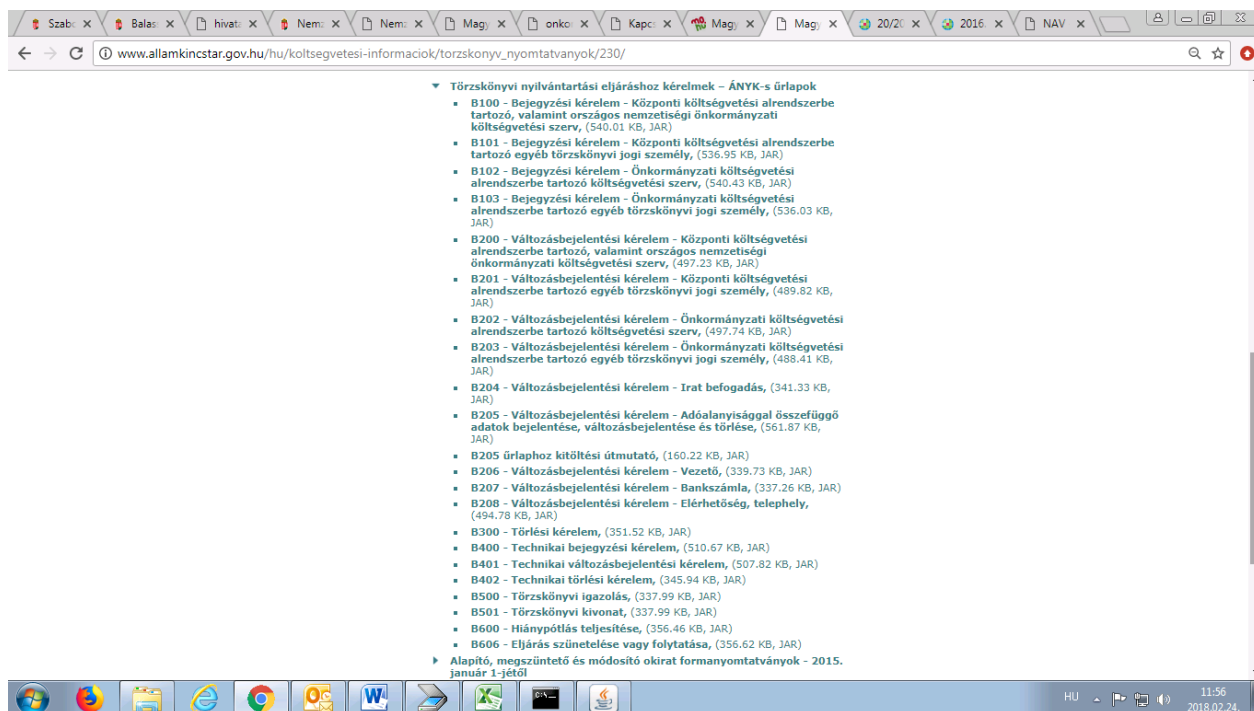 Szabo
Balas
hivata
Nemz
Nemz
Magy
onkor
Kapcs
Magy
Magy
20/20
2016.
NAV
www.allamkincstar.gov.hu/hu/koltsegvetesi-informaciok/torzskonyv_nyomtatvanyok/230/
Törzskönyvi nyilvántartási eljáráshoz kérelmek – ÁNYK-s űrlapok
B100 - Bejegyzési kérelem - Központi költségvetési alrendszerbe
tartozó, valamint országos nemzetiségi önkormányzati
költségvetési szerv, (540.01 KB, JAR)
B101 - Bejegyzési kérelem - Központi költségvetési alrendszerbe
tartozó egyéb törzskönyvi jogi személy, (536.95 KB, JAR)
B102 - Bejegyzési kérelem - Önkormányzati költségvetési
alrendszerbe tartozó költségvetési szerv, (540.43 KB, JAR)
B103 - Bejegyzési kérelem - Önkormányzati költségvetési
alrendszerbe tartozó egyéb törzskönyvi jogi személy, (536.03 KB,
JAR)
B200 - Változásbejelentési kérelem - Központi költségvetési
alrendszerbe tartozó, valamint országos nemzetiségi
önkormányzati költségvetési szerv, (497.23 KB, JAR)
B201 - Változásbejelentési kérelem - Központi költségvetési
alrendszerbe tartozó egyéb törzskönyvi jogi személy, (489.82 KB,
JAR)
B202 - Változásbejelentési kérelem - Önkormányzati költségvetési
alrendszerbe tartozó költségvetési szerv, (497.74 KB, JAR)
B203 - Változásbejelentési kérelem - Önkormányzati költségvetési
alrendszerbe tartozó egyéb törzskönyvi jogi személy, (488.41 KB,
JAR)
B204 - Változásbejelentési kérelem - Irat befogadás, (341.33 KB,
JAR)
B205 - Változásbejelentési kérelem - Adóalanyisággal összefüggő
adatok bejelentése, változásbejelentése és törlése, (561.87 KB,
JAR)
B205 űrlaphoz kitöltési útmutató, (160.22 KB, JAR)
B206 - Változásbejelentési kérelem - Vezető, (339.73 KB, JAR)
B207 - Változásbejelentési kérelem - Bankszámla, (337.26 KB, JAR)
B208 - Változásbejelentési kérelem - Elérhetőség, telephely,
(494.78 KB, JAR)
B300 - Törlési kérelem, (351.52 KB, JAR)
B400 - Technikai bejegyzési kérelem, (510.67 KB, JAR)
B401 - Technikai változásbejelentési kérelem, (507.82 KB, JAR)
B402 - Technikai törlési kérelem, (345.94 KB, JAR)
B500 - Törzskönyvi igazolás, (337.99 KB, JAR)
B501 - Törzskönyvi kivonat, (337.99 KB, JAR)
B600 - Hiánypótlás teljesítése, (356.46 KB, JAR)
B606 - Eljárás szünetelése vagy folytatása, (356.62 KB, JAR)
Alapító, megszüntető és módosító okirat formanyomtatványok - 2015.
január 1-jétől
HU
11:56
2018.02.24.